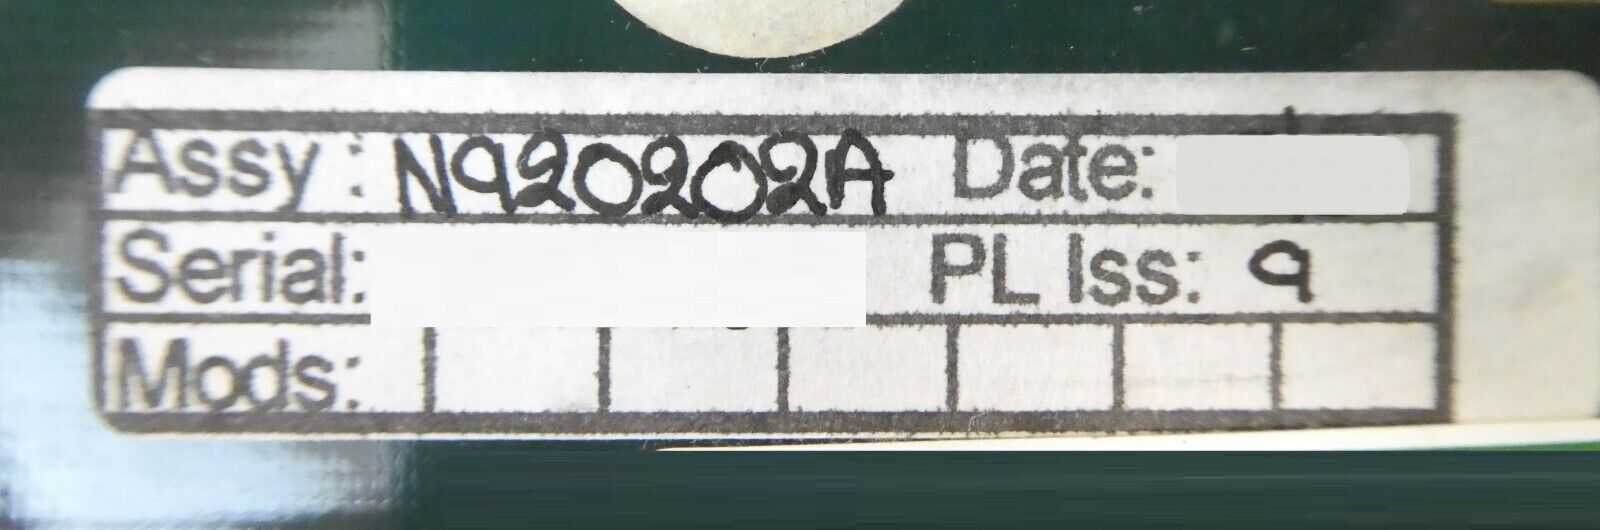 Assy: N920202A Date:
Serial: PL Iss: 9
Mods: